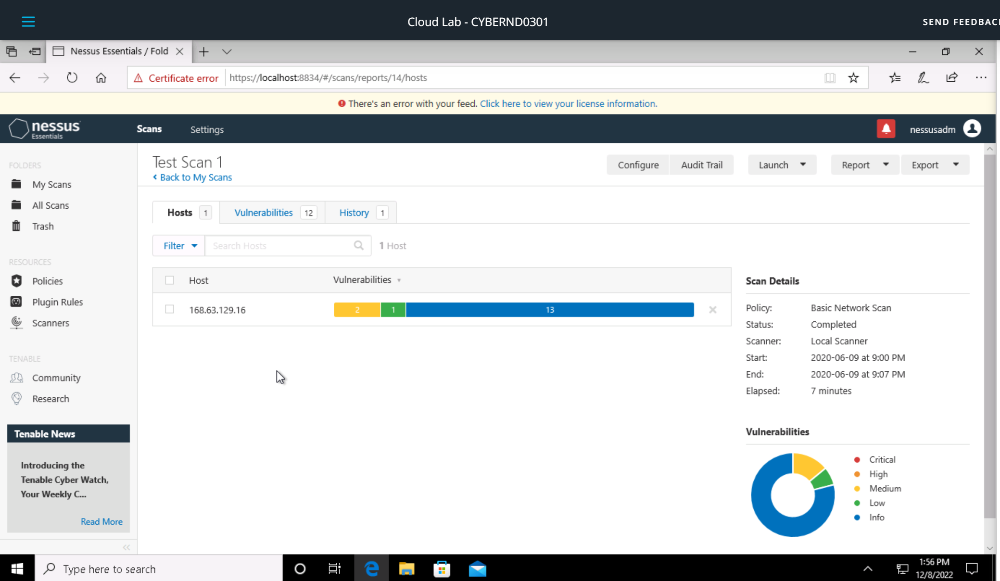 Cloud Lab - CYBERND0301
SEND FEEDBAC
Nessus Essentials / Fold
Certificate error
https://localhost:8834/#/scans/reports/14/hosts
There's an error with your feed. Click here to view your license information.
nessus
Essentials
Scans
Settings
nessusadm
FOLDERS
My Scans
All Scans
Trash
RESOURCES
Policies
Plugin Rules
Scanners
TENABLE
Community
Research
Tenable News
Introducing the
Tenable Cyber Watch,
Your Weekly C...
Read More
Test Scan 1
Back to My Scans
Configure
Audit Trail
Launch
Report
Export
Hosts 1
Vulnerabilities 12
History 1
Filter
Search Hosts
1 Host
Host
Vulnerabilities
168.63.129.16
2
1
13
Scan Details
Policy: Basic Network Scan
Status: Completed
Scanner: Local Scanner
Start: 2020-06-09 at 9:00 PM
End: 2020-06-09 at 9:07 PM
Elapsed: 7 minutes
Vulnerabilities
Critical
High
Medium
Low
Info
Type here to search
1:56 PM
12/8/2022